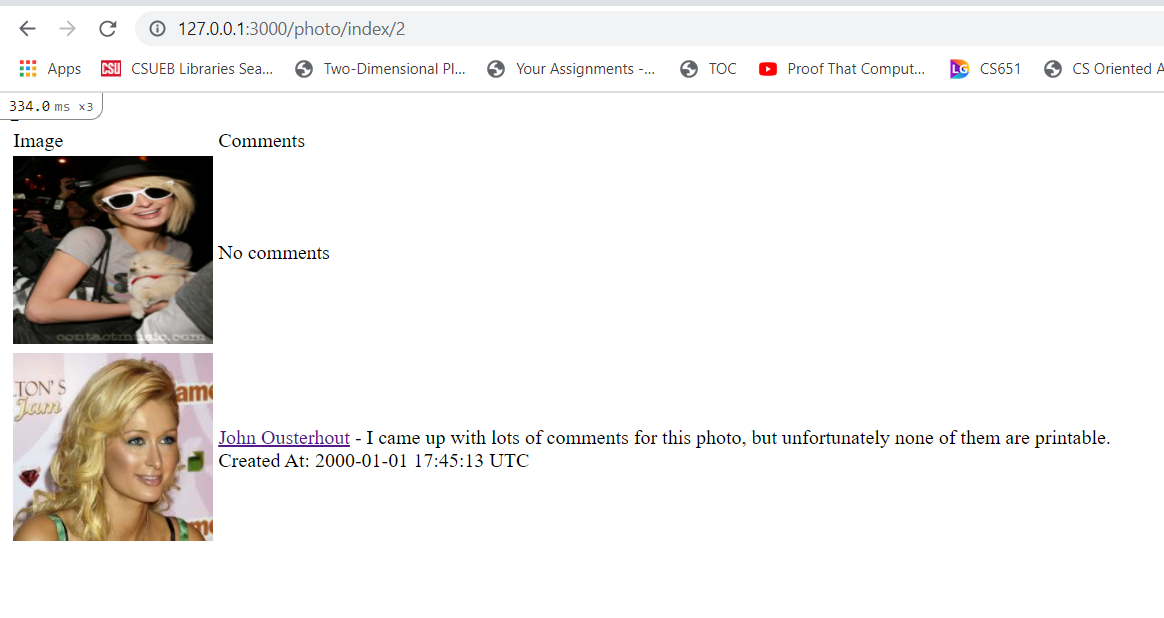 127.0.0.1:3000/photo/index/2
Apps CSU CSUEB Libraries Sea... Two-Dimensional Pl... Your Assignments -... TOC Proof That Comput... LG CS651 CS Oriented A
334.0 ms ×3
Image Comments
contactmusic.com
No comments
LTON'S
Jam
ame
John Ousterhout - I came up with lots of comments for this photo, but unfortunately none of them are printable.
Created At: 2000-01-01 17:45:13 UTC